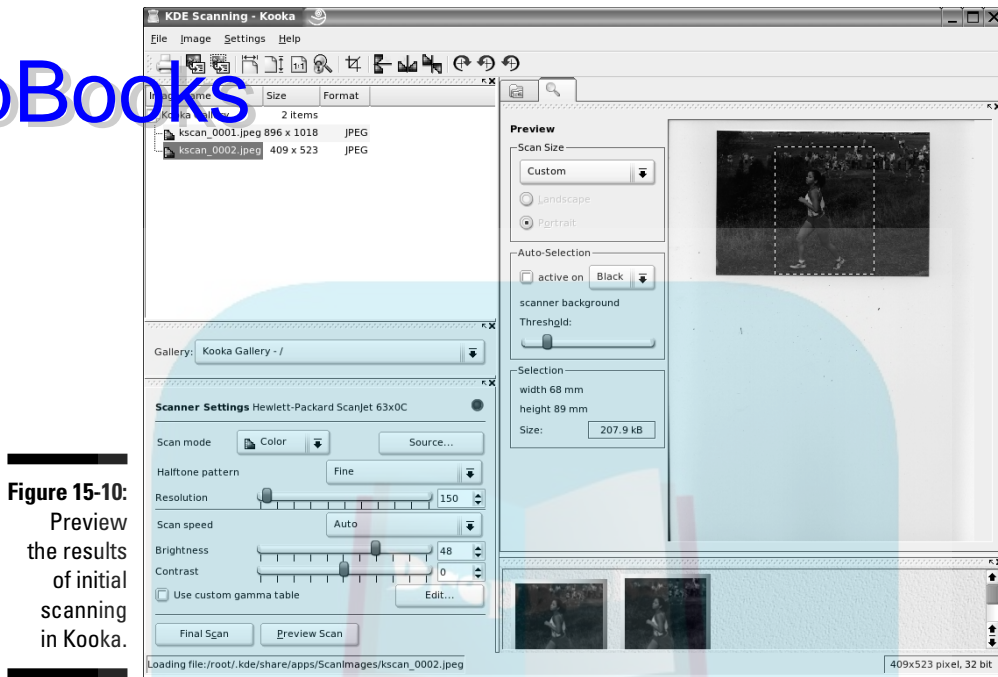 KDE Scanning - Kooka
File Image Settings Help
Books
Size Format
2 items
kscan_0001.jpeg 896 x 1018 JPEG
kscan_0002.jpeg 409 x 523 JPEG
Gallery: Kooka Gallery - /
Scanner Settings Hewlett-Packard ScanJet 63x0C
Scan mode Color Source...
Halftone pattern Fine
Resolution 150
Scan speed Auto
Brightness 48
Contrast 0
Use custom gamma table Edit...
Final Scan Preview Scan
Loading file:/root/.kde/share/apps/ScanImages/kscan_0002.jpeg
Preview
Scan Size
Custom
Landscape
Portrait
Auto-Selection
active on Black
scanner background
Threshold:
Selection
width 68 mm
height 89 mm
Size: 207.9 kB
409x523 pixel, 32 bit
Figure 15-10:
Preview
the results
of initial
scanning
in Kooka.